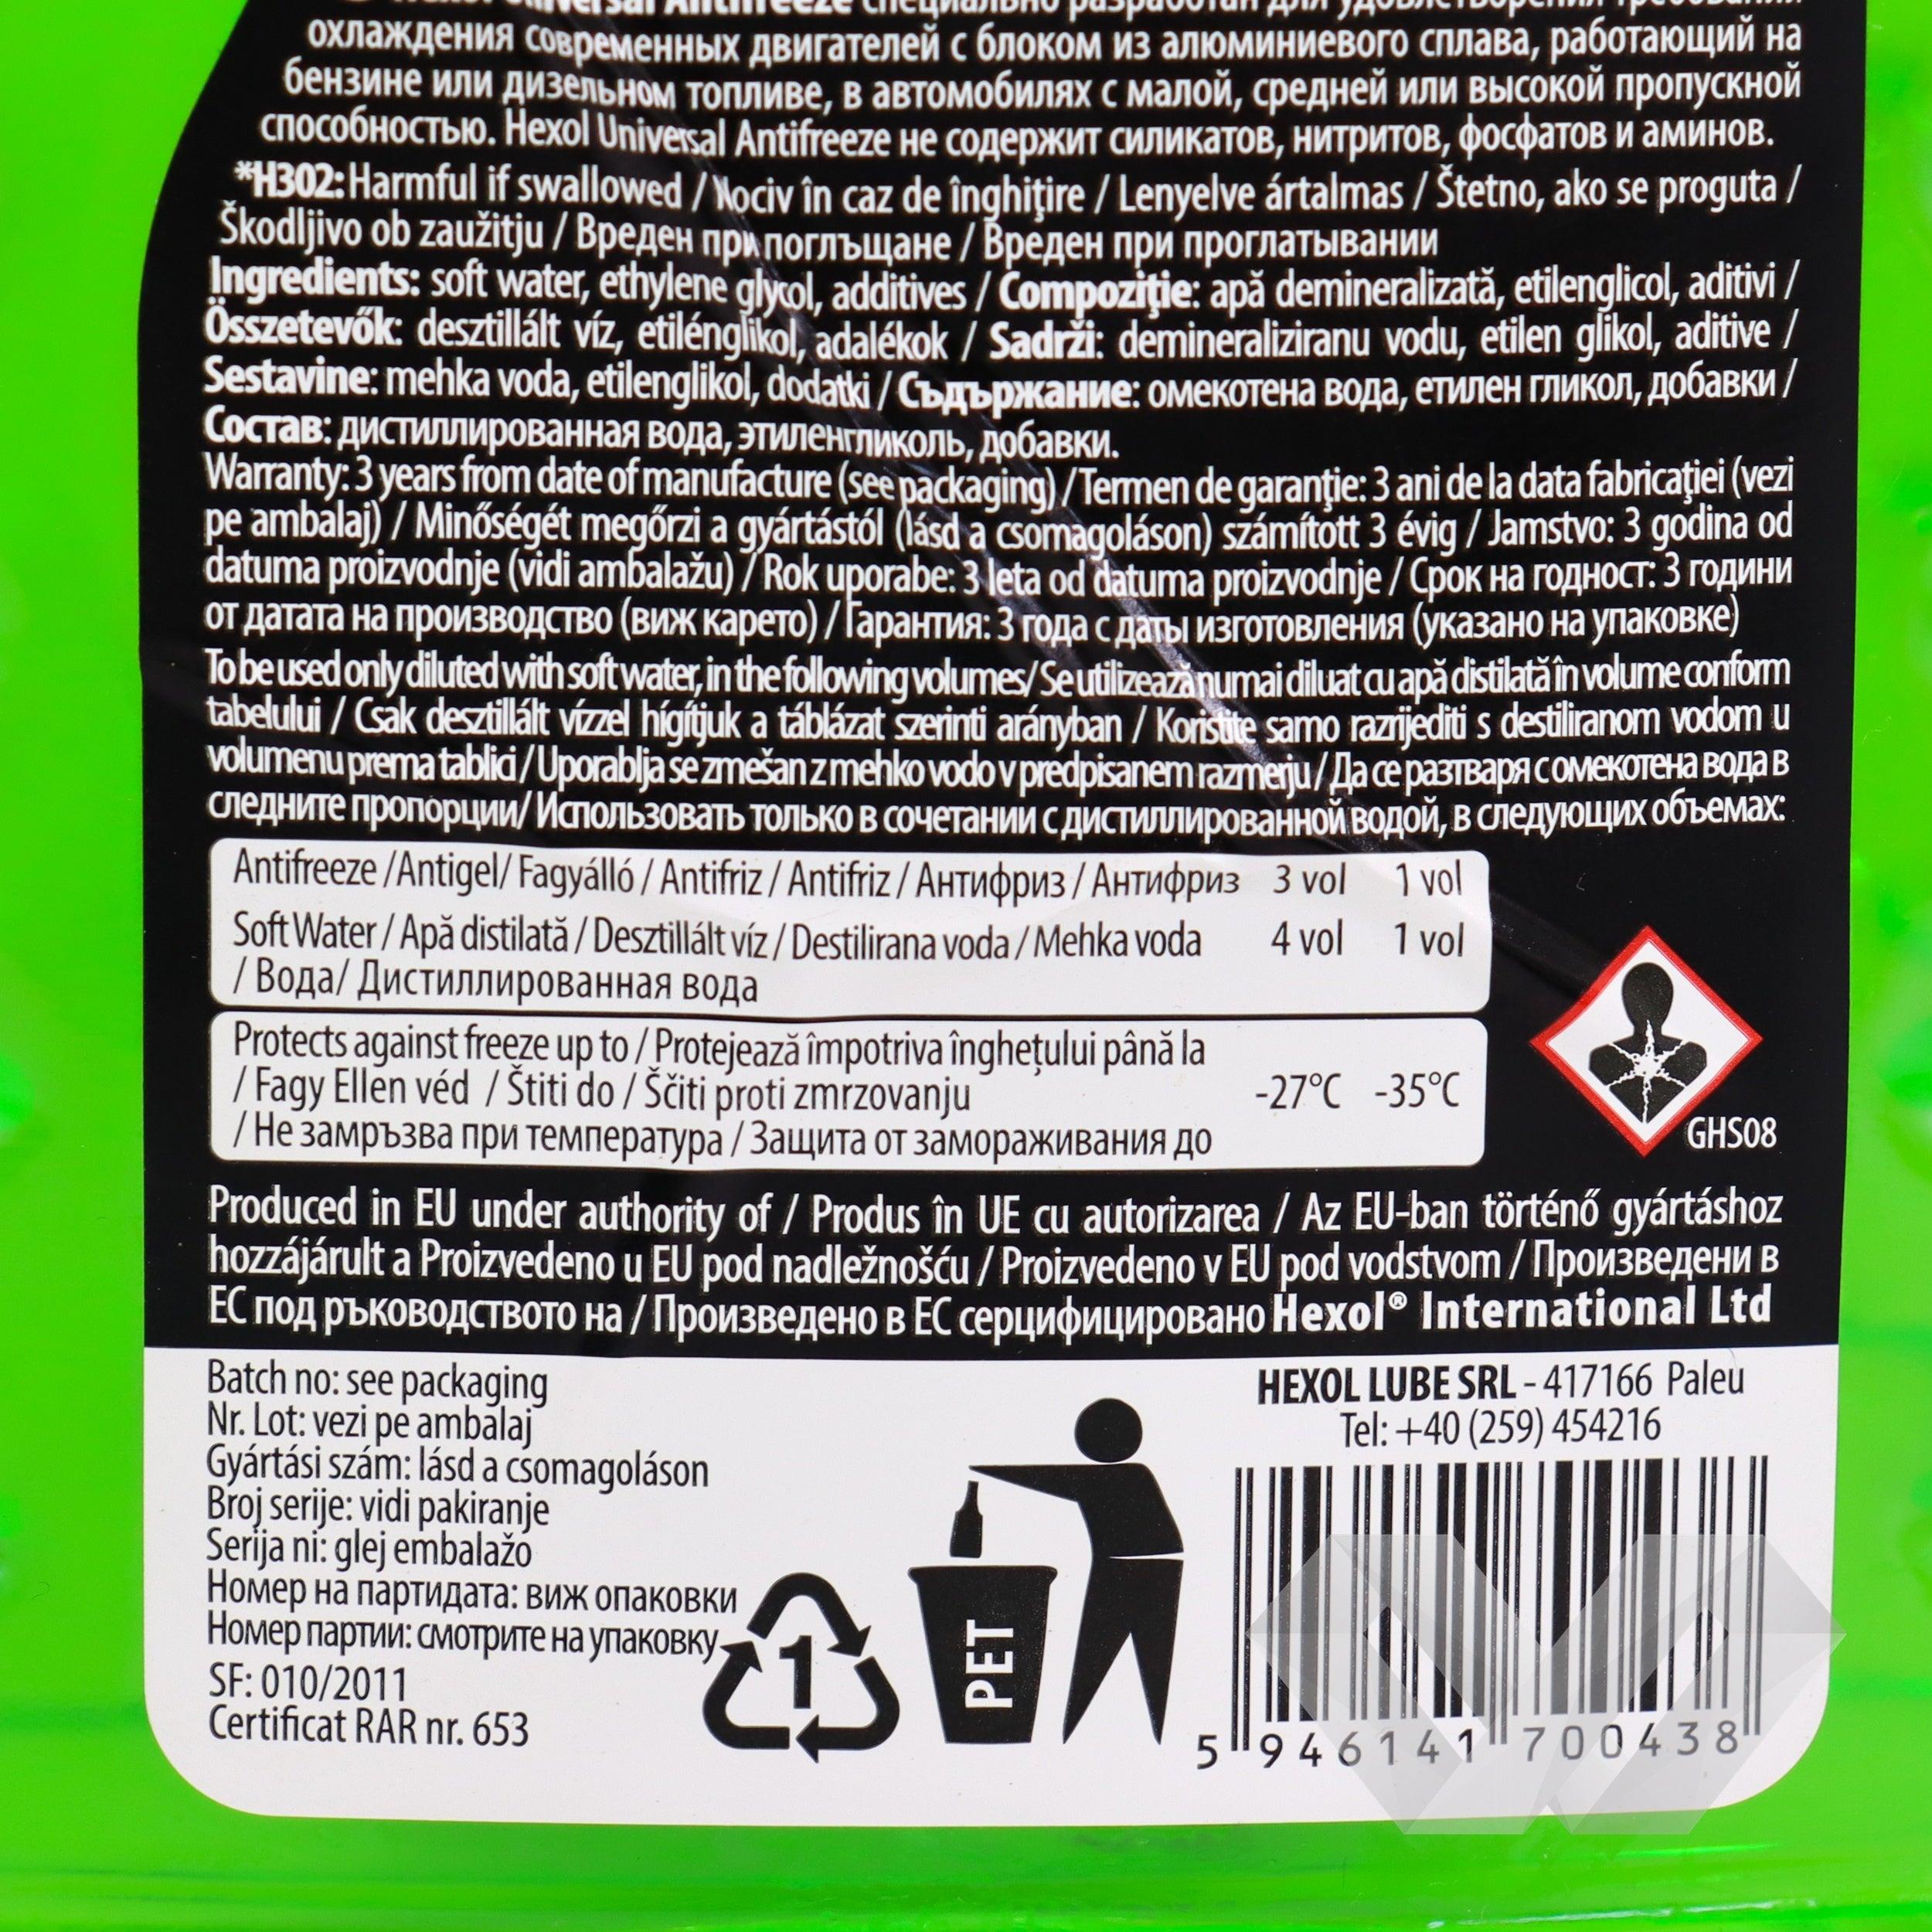 Universal Antifreeze специально разработан для удовлетворения
охлаждения современных двигателей с блоком из алюминиевого сплава, работающий на
бензине или дизельном топливе, в автомобилях с малой, средней или высокой пропускной
способностью. Hexol Universal Antifreeze не содержит силикатов, нитритов, фосфатов и аминов.
*H302: Harmful if swallowed / Nociv în caz de înghiţire / Lenyelve ártalmas / Štetno, ako se proguta /
Škodljivo ob zaužitju / Вреден при поглъщане / Вреден при проглатывании
Ingredients: soft water, ethylene glycol, additives / Compoziţie: apă demineralizată, etilenglicol, aditivi /
Összetevők: desztillált víz, etilénglikol, adalékok / Sadrži: demineraliziranu vodu, etilen glikol, aditive /
Sestavine: mehka voda, etilenglikol, dodatki / Съдържание: омекотена вода, етилен гликол, добавки /
Состав: дистиллированная вода, этиленгликоль, добавки.
Warranty: 3 years from date of manufacture (see packaging) / Termen de garanţie: 3 ani de la data fabricaţiei (vezi
pe ambalaj) / Minőségét megőrzi a gyártástól (lásd a csomagoláson) számított 3 évig / Jamstvo: 3 godina od
datuma proizvodnje (vidi ambalažu) / Rok uporabe: 3 leta od datuma proizvodnje / Срок на годност: 3 години
от датата на производство (виж карето) / Гарантия: 3 года с даты изготовления (указано на упаковке)
To be used only diluted with soft water, in the following volumes/ Se utilizează numai diluat cu apă distilată în volume conform
tabelului / Csak desztillált vízzel hígítjuk a táblázat szerinti arányban / Koristite samo razrijediti s destiliranom vodom u
volumenu prema tablici / Uporablja se zmešan z mehko vodo v predpisanem razmerju / Да се разтваря с омекотена вода в
следните пропорции/ Использовать только в сочетании с дистиллированной водой, в следующих объемах:
Antifreeze /Antigel/ Fagyálló / Antifriz / Antifriz / Антифриз / Антифриз 3 vol 1 vol
Soft Water / Apă distilată / Desztillált víz / Destilirana voda / Mehka voda 4 vol 1 vol
/ Вода/ Дистиллированная вода
Protects against freeze up to / Protejează împotriva înghețului până la
/ Fagy Ellen véd / Štiti do / Ščiti proti zmrzovanju -27°C -35°C
/ Не замръзва при температура / Защита от замораживания до
GHS08
Produced in EU under authority of / Produs în UE cu autorizarea / Az EU-ban történő gyártáshoz
hozzájárult a Proizvedeno u EU pod nadležnošću / Proizvedeno v EU pod vodstvom / Произведени в
ЕС под ръководството на / Произведено в ЕС серцифицировано Hexol® International Ltd
Batch no: see packaging
Nr. Lot: vezi pe ambalaj
Gyártási szám: lásd a csomagoláson
Broj serije: vidi pakiranje
Serija ni: glej embalažo
Номер на партидата: виж опаковки
Номер партии: смотрите на упаковку
SF: 010/2011
Certificat RAR nr. 653
1
PET
HEXOL LUBE SRL - 417166 Paleu
Tel: +40 (259) 454216
5 946141 700438